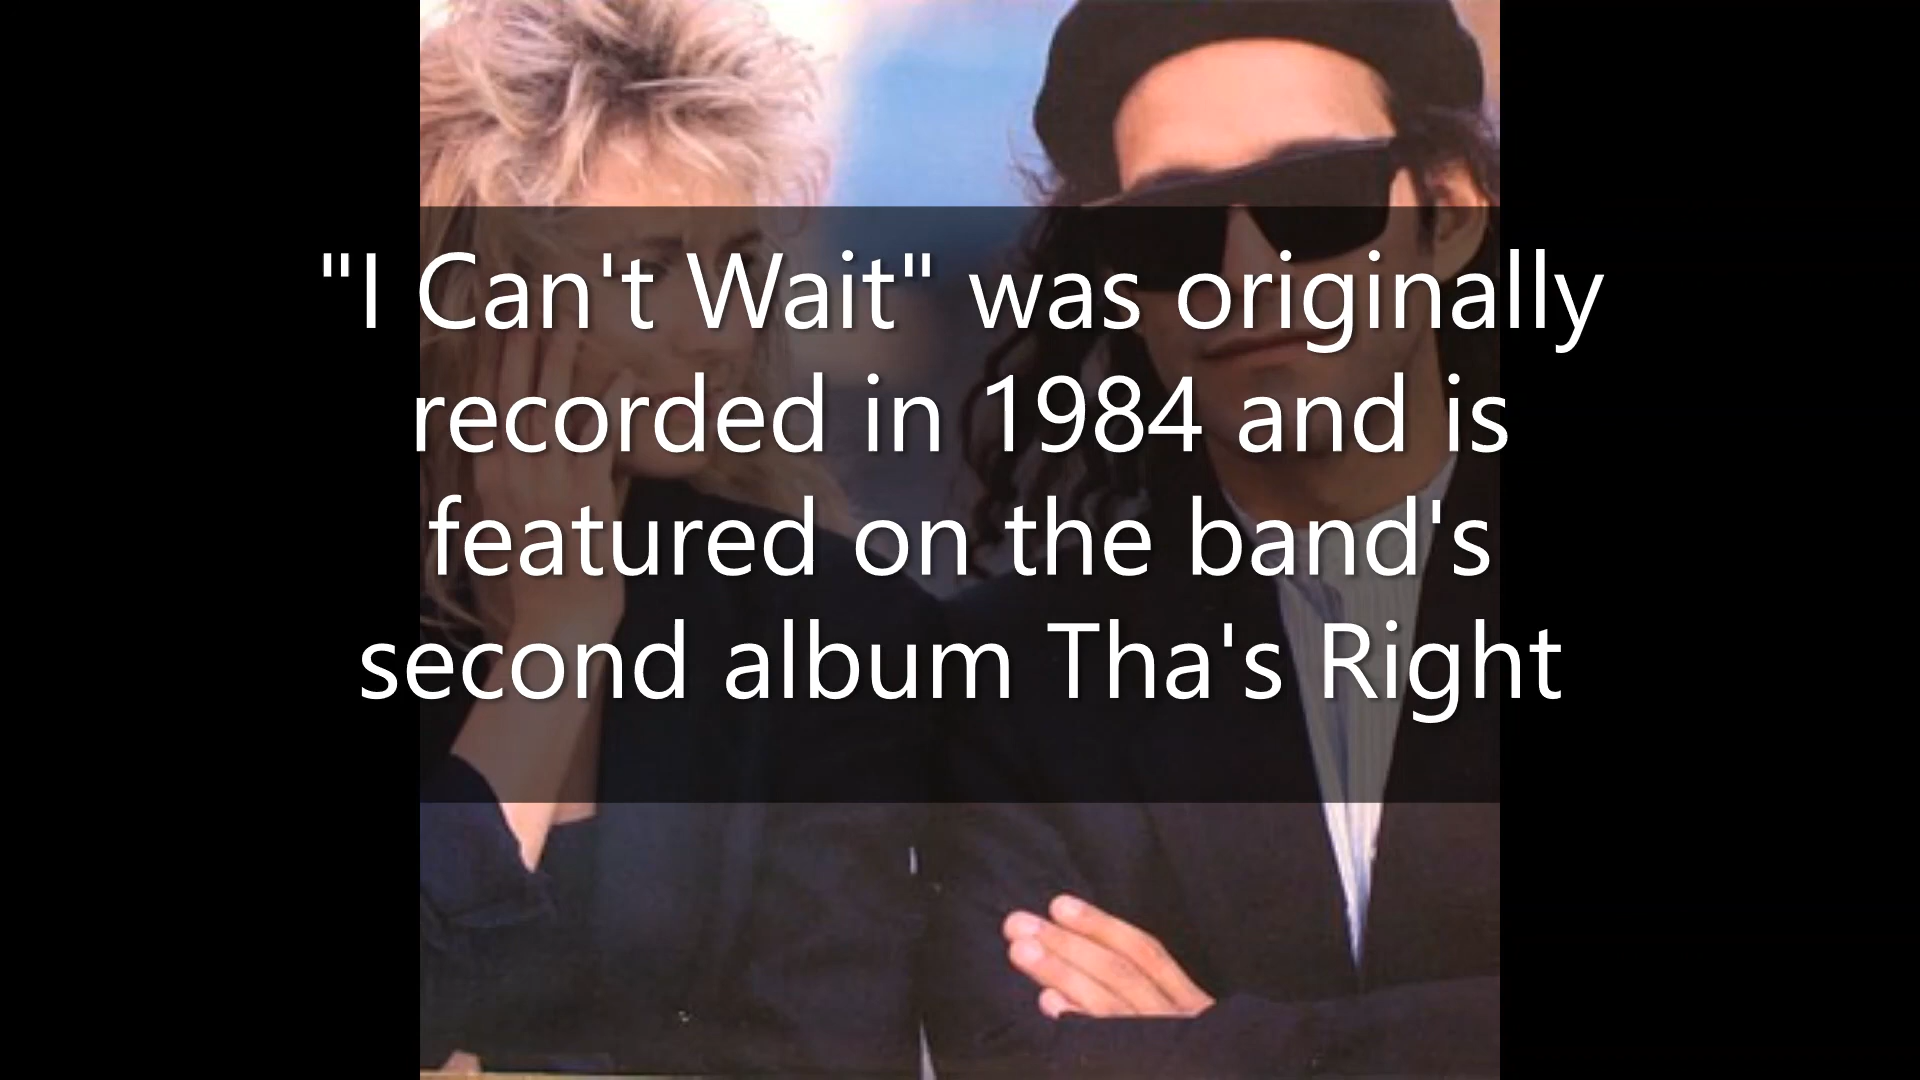 "I Can't Wait" was originally
recorded in 1984 and is
featured on the band's
second album Tha's Right